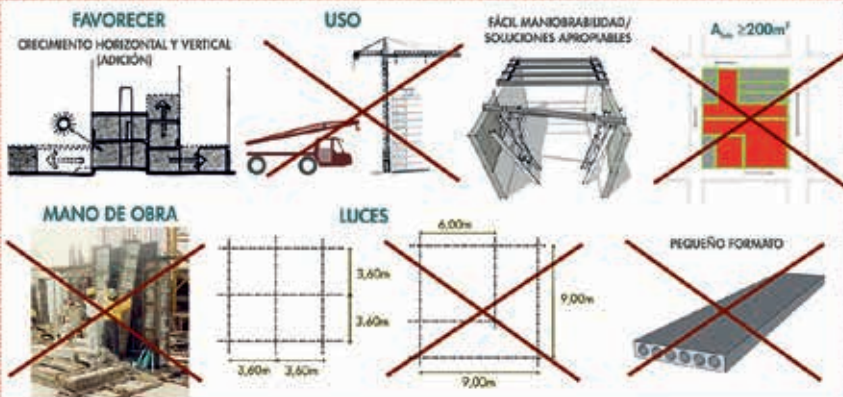 FAVORECER
CRECIMIENTO HORIZONTAL Y VERTICAL
(ADICIÓN)
USO
FÁCIL MANIOBRABILIDAD/
SOLUCIONES APROPIABLES
≥200m²
MANO DE OBRA
LUCES
3,60m
3,60m
3,60m
3,60m
6,00m
9,00m
9,00m
PEQUEÑO FORMATO